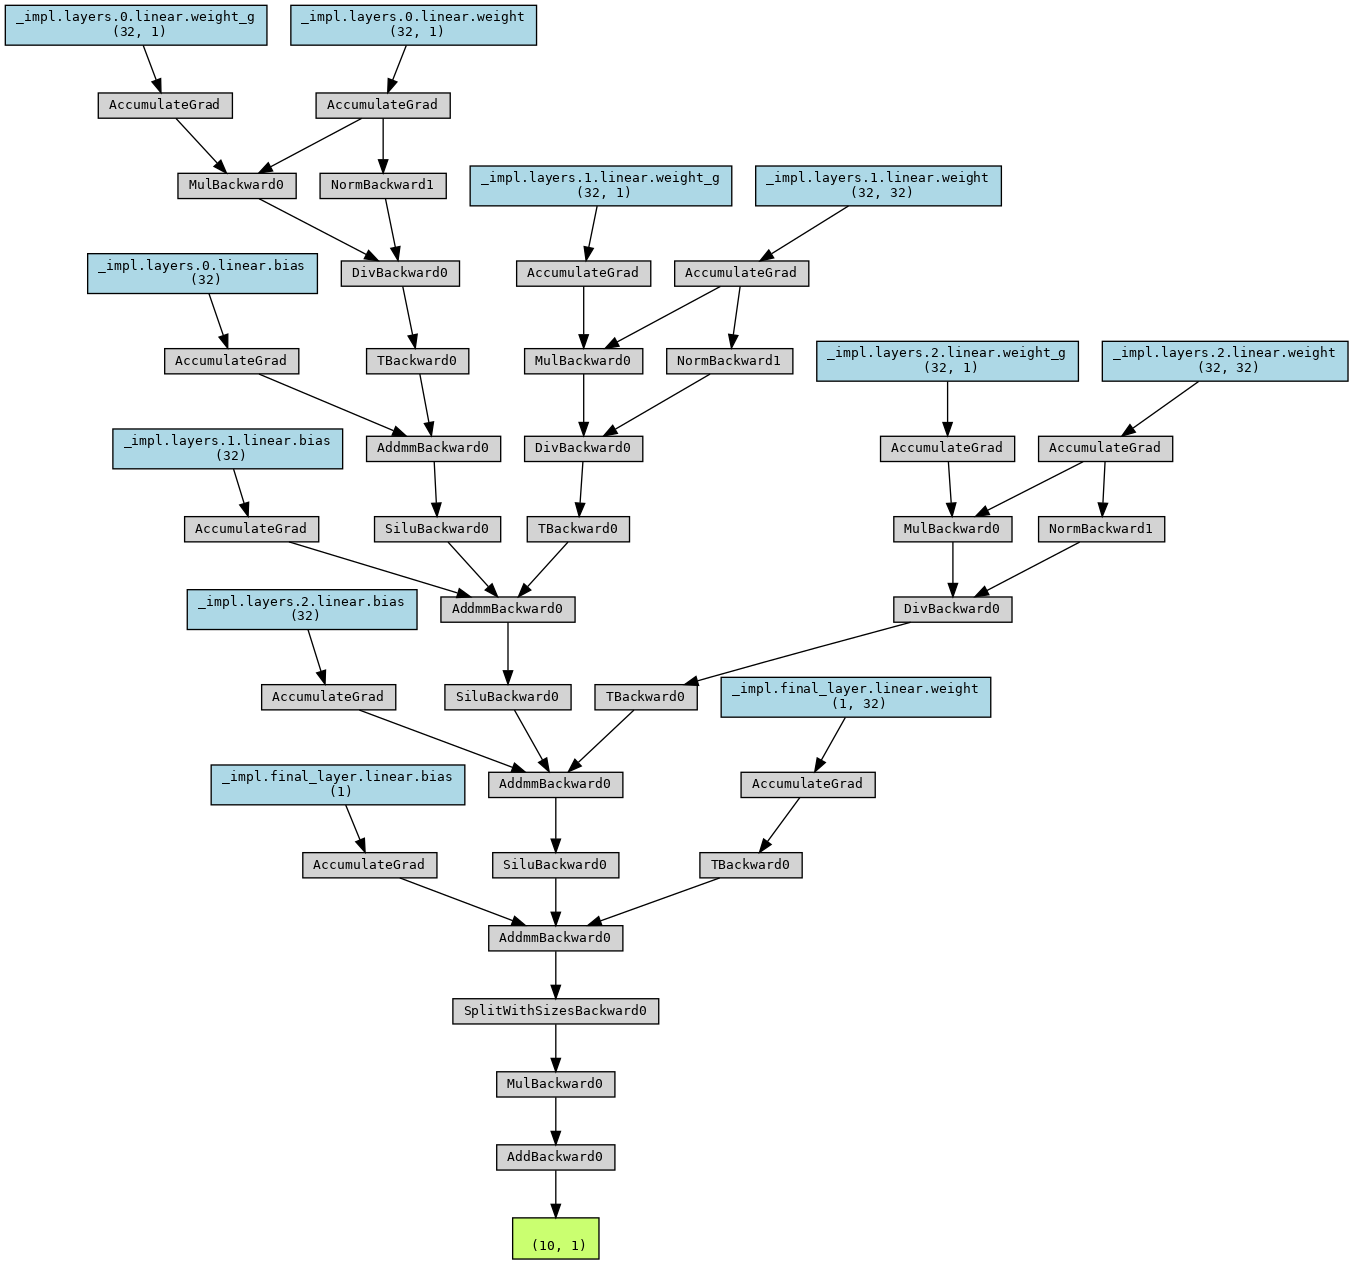 _impl.layers.0.linear.weight_g
(32, 1)
_impl.layers.0.linear.weight
(32, 1)
AccumulateGrad
AccumulateGrad
MulBackward0
NormBackward1
_impl.layers.1.linear.weight_g
(32, 1)
_impl.layers.1.linear.weight
(32, 32)
_impl.layers.0.linear.bias
(32)
DivBackward0
AccumulateGrad
AccumulateGrad
AccumulateGrad
TBackward0
MulBackward0
NormBackward1
_impl.layers.2.linear.weight_g
(32, 1)
_impl.layers.2.linear.weight
(32, 32)
_impl.layers.1.linear.bias
(32)
AddmmBackward0
DivBackward0
AccumulateGrad
AccumulateGrad
AccumulateGrad
SiluBackward0
TBackward0
MulBackward0
NormBackward1
_impl.layers.2.linear.bias
(32)
AddmmBackward0
DivBackward0
AccumulateGrad
SiluBackward0
TBackward0
_impl.final_layer.linear.weight
(1, 32)
_impl.final_layer.linear.bias
(1)
AddmmBackward0
AccumulateGrad
AccumulateGrad
SiluBackward0
TBackward0
AddmmBackward0
SplitWithSizesBackward0
MulBackward0
AddBackward0
(10, 1)